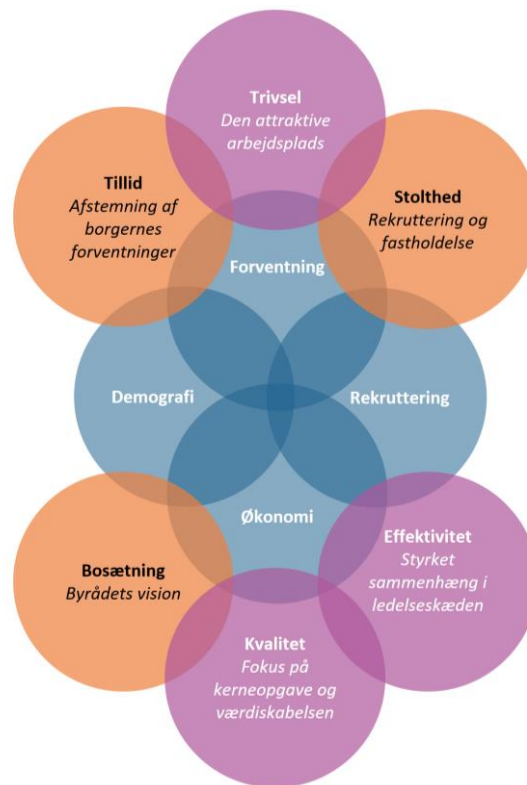 Trivsel
Den attraktive
arbejdsplads
Tillid
Afstemning af
borgernes
forventninger
Stolthed
Rekruttering og
fastholdelse
Forventning
Demografi
Rekruttering
Økonomi
Bosætning
Byrådets vision
Effektivitet
Styrket
sammenhæng i
ledelseskæden
Kvalitet
Fokus på
kerneopgave og
værdiskabelsen